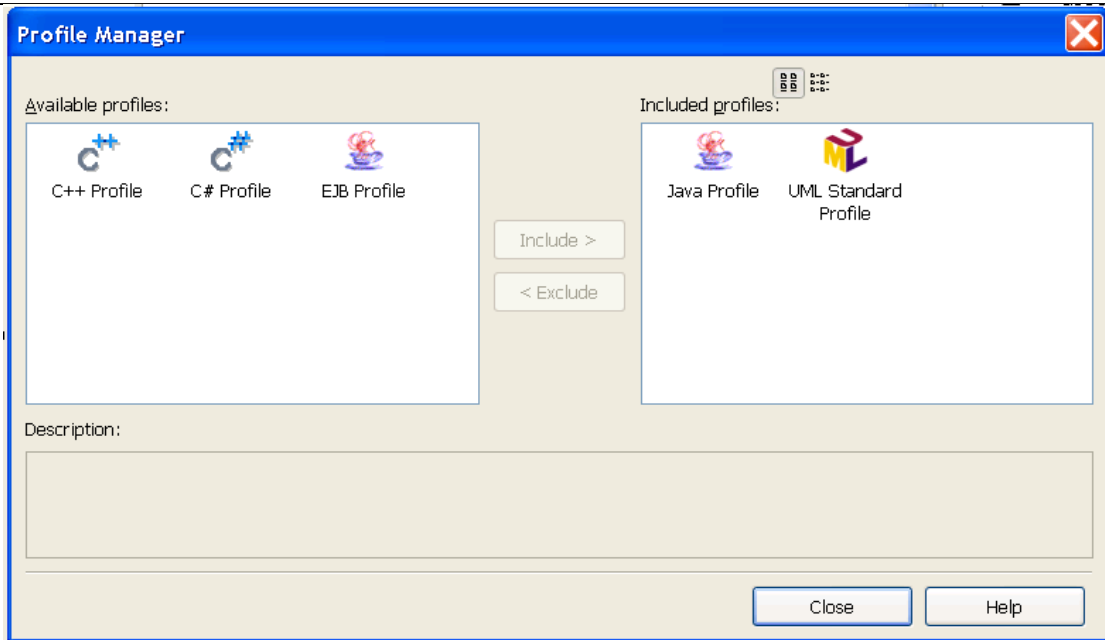 Profile Manager
Available profiles:
Included profiles:
C++ Profile
C# Profile
EJB Profile
Java Profile
UML Standard
Profile
Include >
< Exclude
Description:
Close
Help